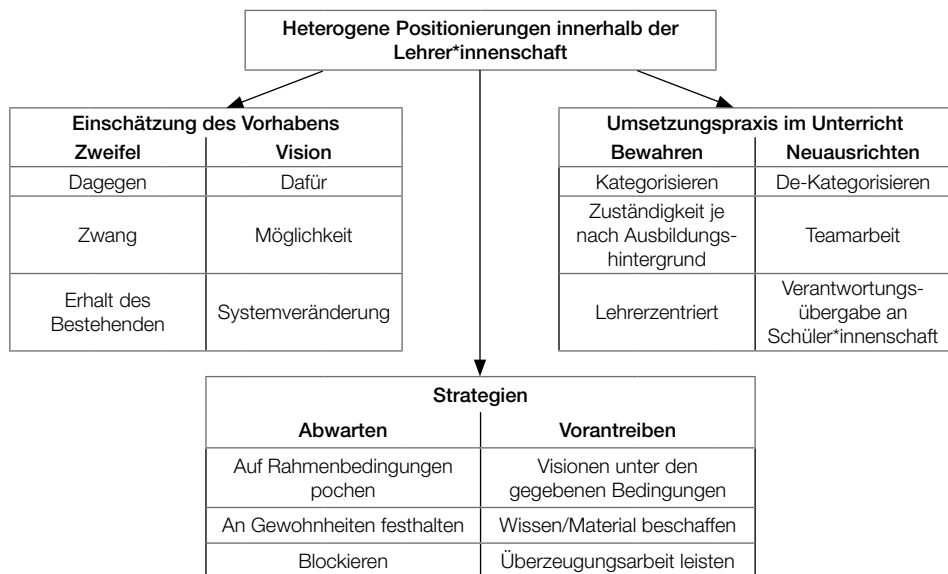 Heterogene Positionierungen innerhalb der
Lehrer*innenschaft
Einschätzung des Vorhabens
Zweifel
Vision
Dagegen
Dafür
Zwang
Möglichkeit
Erhalt des
Bestehenden
Systemveränderung
Umsetzungspraxis im Unterricht
Bewahren
Neuausrichten
Kategorisieren
De-Kategorisieren
Zuständigkeit je
nach Ausbildungs-
hintergrund
Teamarbeit
Lehrerzentriert
Verantwortungs-
übergabe an
Schüler*innenschaft
Strategien
Abwarten
Vorantreiben
Auf Rahmenbedingungen
pochen
Visionen unter den
gegebenen Bedingungen
An Gewohnheiten festhalten
Wissen/Material beschaffen
Blockieren
Überzeugungsarbeit leisten